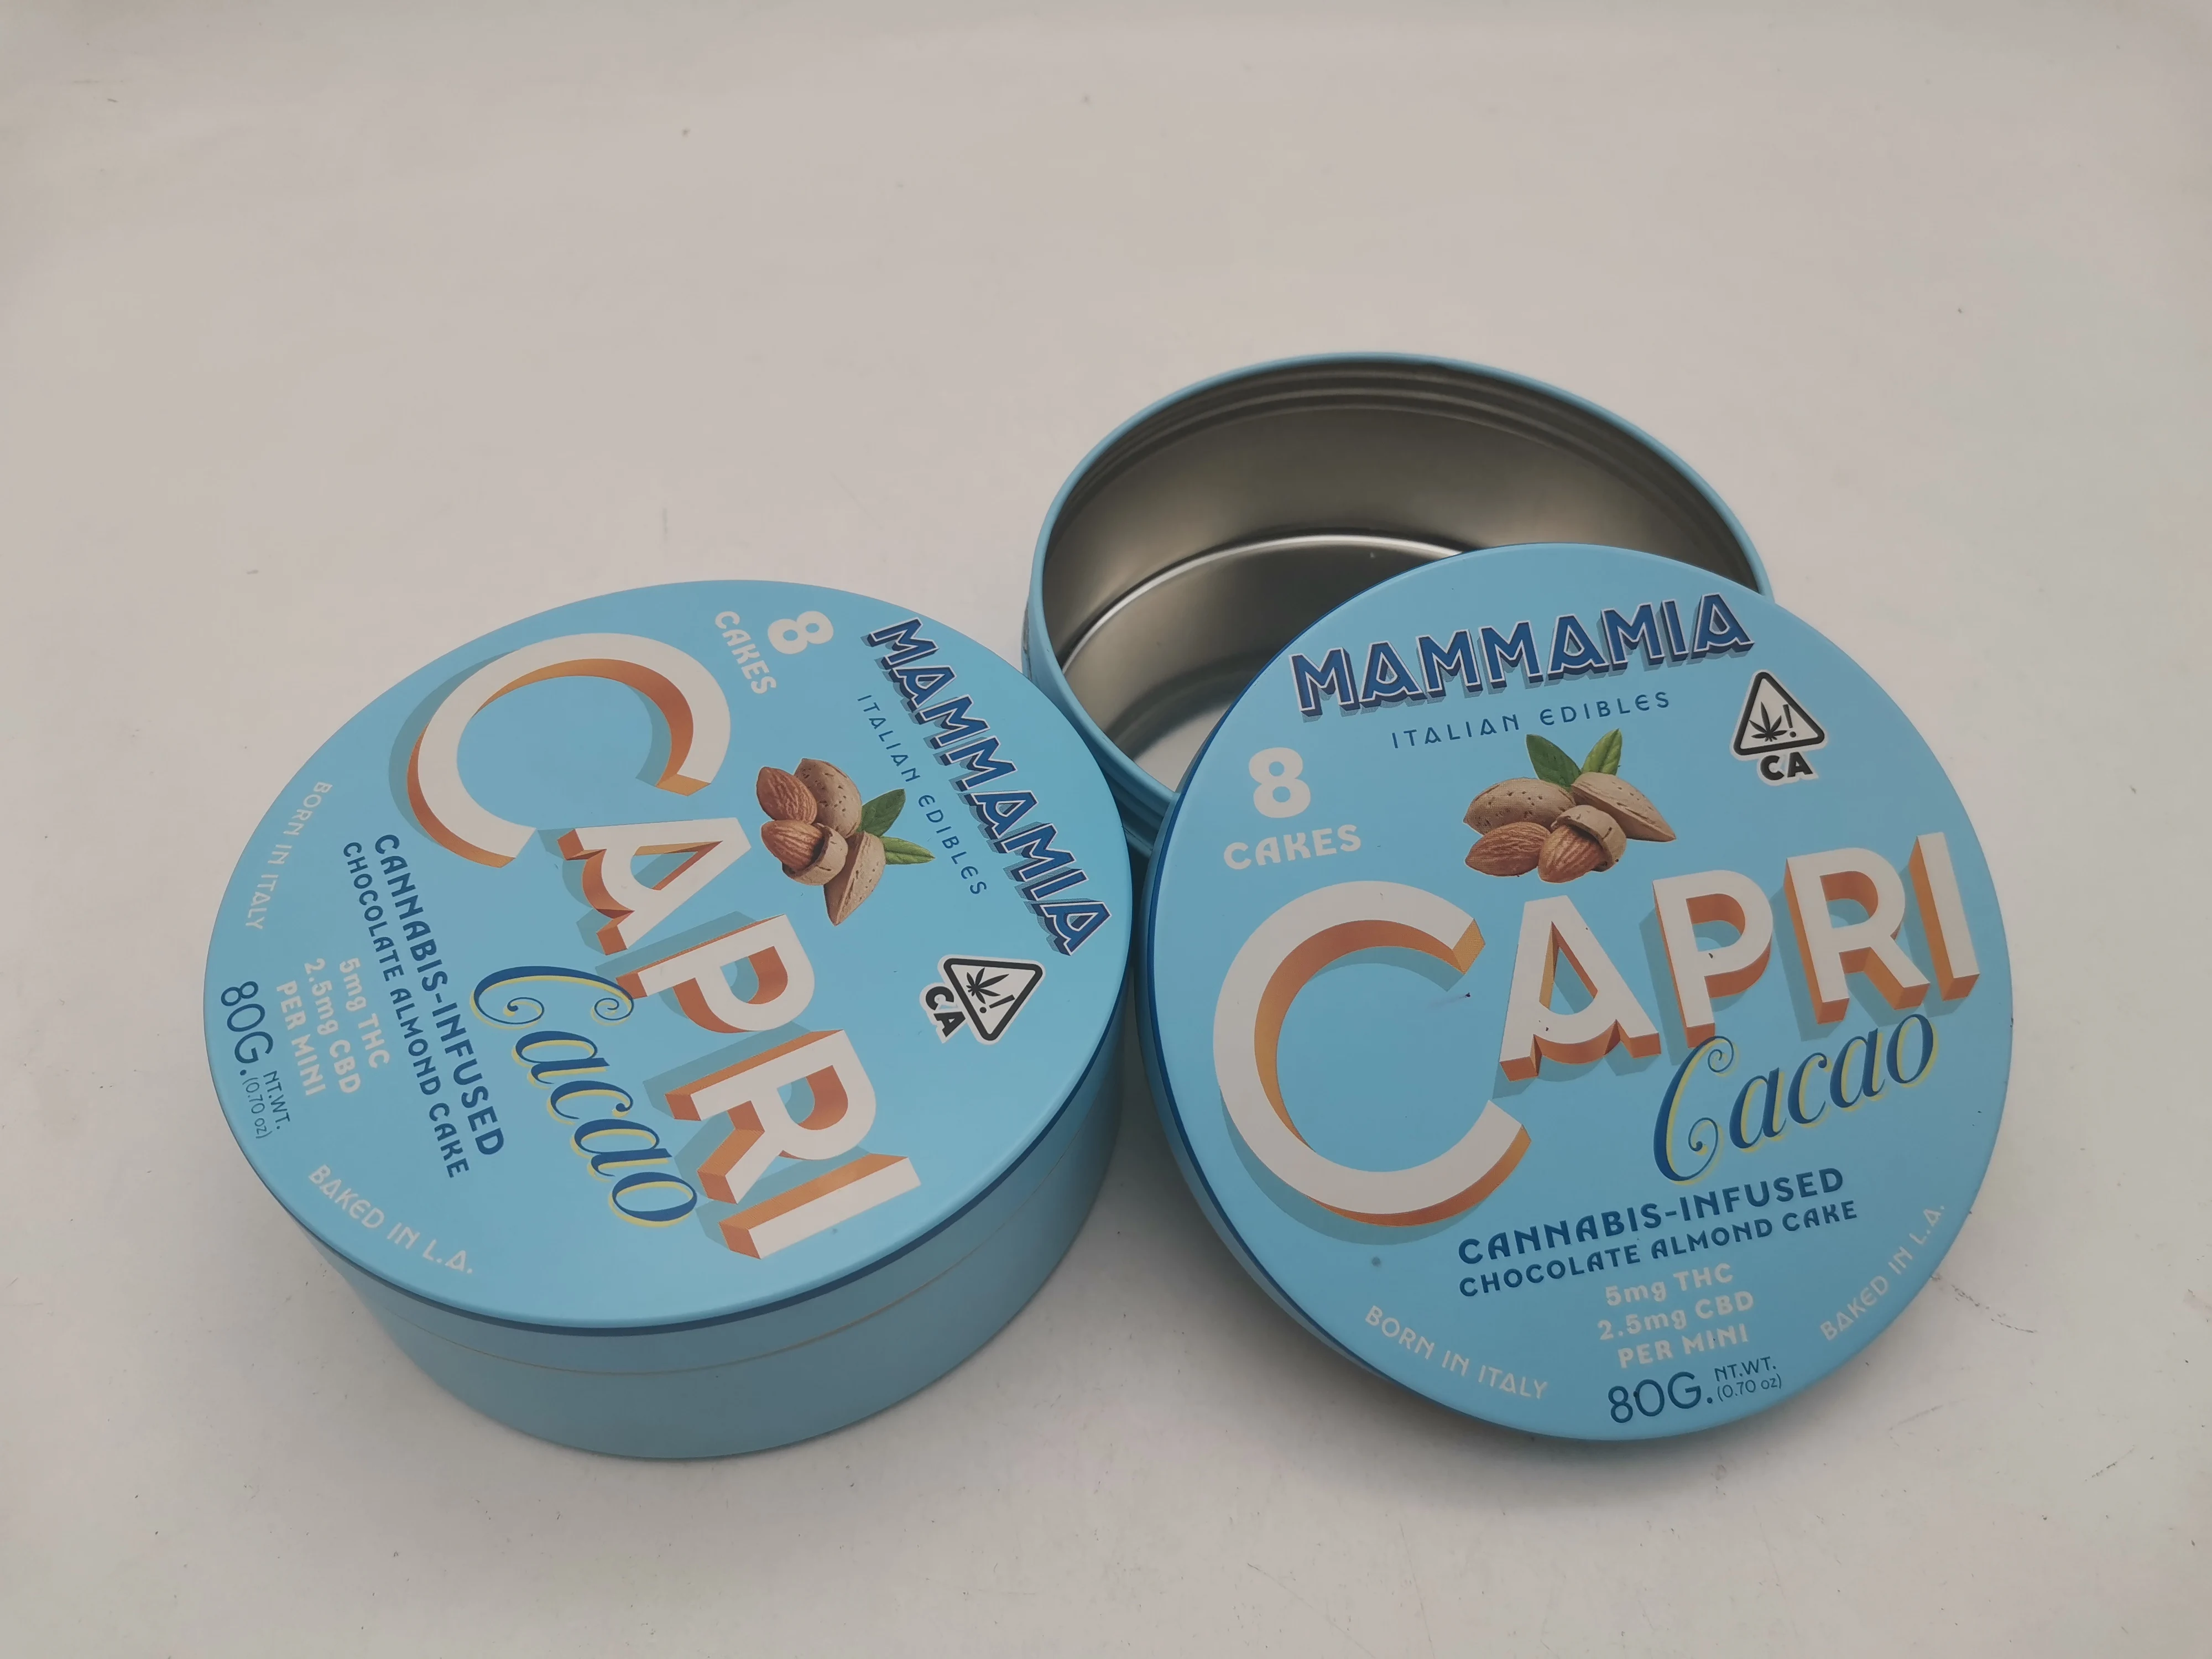 8
CAKES
MAMMAMIA
ITALIAN EDIBLES
CA
CAPRI
Cacao
CANNABIS-INFUSED
CHOCOLATE ALMOND CAKE
5mg THC
2.5mg CBD
PER MINI
80G. NT.WT.
(0.70 oz)
BORN IN ITALY
BAKED IN L.A.
MAMMAMIA
ITALIAN EDIBLES
CA
8
CAKES
CAPRI
Cacao
CANNABIS-INFUSED
CHOCOLATE ALMOND CAKE
5mg THC
2.5mg CBD
PER MINI
80G. NT.WT.
(0.70 oz)
BORN IN ITALY
BAKED IN L.A.